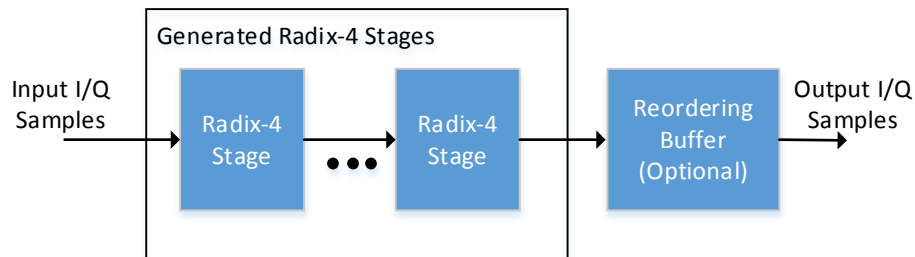 Generated Radix-4 Stages
Input I/Q
Samples
Radix-4
Stage
Radix-4
Stage
Reordering
Buffer
(Optional)
Output I/Q
Samples